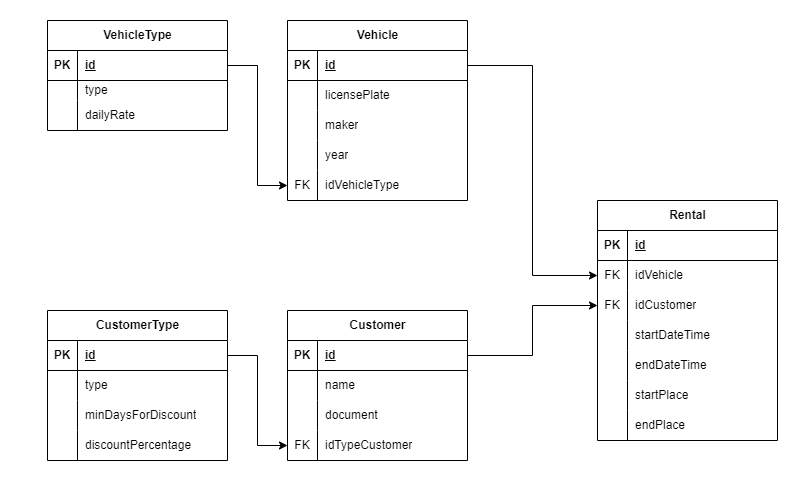 VehicleType
PK id
type
dailyRate
Vehicle
PK id
licensePlate
maker
year
FK idVehicleType
Rental
PK id
FK idVehicle
FK idCustomer
startDateTime
endDateTime
startPlace
endPlace
CustomerType
PK id
type
minDaysForDiscount
discountPercentage
Customer
PK id
name
document
FK idTypeCustomer